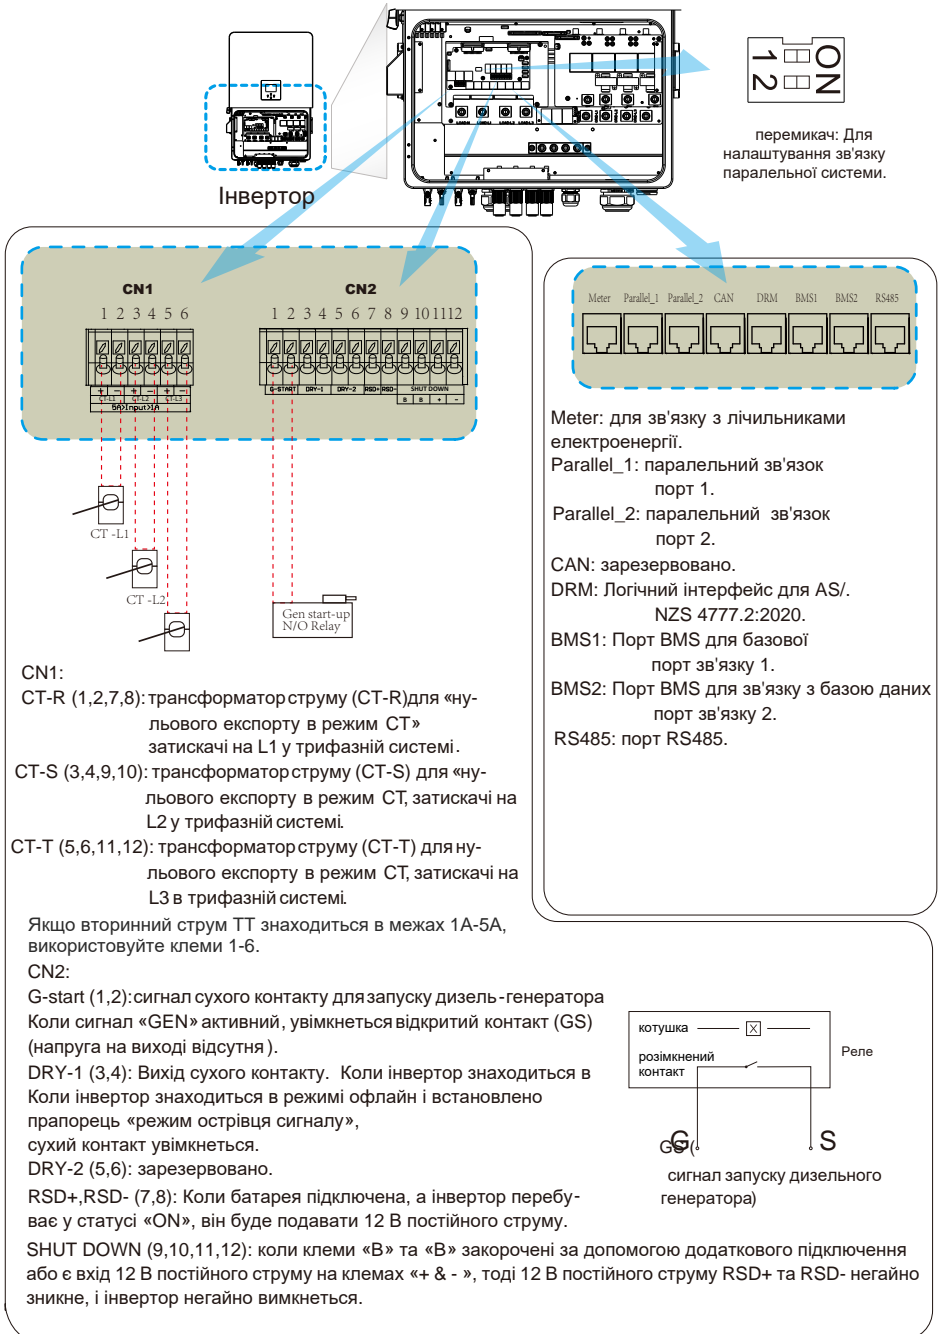 1 2
ON
перемикач: Для
налаштування зв'язку
паралельної системи.
Інвертор
CN1
1 2 3 4 5 6
+ - + - + -
CT-L1 CT-L2 CT-L3
5A>Input>1A
CN2
1 2 3 4 5 6 7 8 9 10 11 12
G-START DRY-1 DRY-2 RSD+ RSD- SHUT DOWN
B B + -
CT -L1
CT -L2
Gen start-up
N/O Relay
Meter Parallel_1 Parallel_2 CAN DRM BMS1 BMS2 RS485
Meter: для зв'язку з лічильниками
електроенергії.
Parallel_1: паралельний зв'язок
порт 1.
Parallel_2: паралельний зв'язок
порт 2.
CAN: зарезервовано.
DRM: Логічний інтерфейс для AS/.
NZS 4777.2:2020.
BMS1: Порт BMS для базової
порт зв'язку 1.
BMS2: Порт BMS для зв'язку з базою даних
порт зв'язку 2.
RS485: порт RS485.
CN1:
CT-R (1,2,7,8): трансформатор струму (CT-R)для «ну-
льового експорту в режим CT»
затискачі на L1 у трифазній системі.
CT-S (3,4,9,10): трансформатор струму (CT-S) для «ну-
льового експорту в режим CT, затискачі на
L2 у трифазній системі.
CT-T (5,6,11,12): трансформатор струму (CT-T) для ну-
льового експорту в режим CT, затискачі на
L3 в трифазній системі.
Якщо вторинний струм ТТ знаходиться в межах 1А-5А,
використовуйте клеми 1-6.
CN2:
G-start (1,2):сигнал сухого контакту для запуску дизель-генератора
Коли сигнал «GEN» активний, увімкнеться відкритий контакт (GS)
(напруга на виході відсутня).
DRY-1 (3,4): Вихід сухого контакту. Коли інвертор знаходиться в
Коли інвертор знаходиться в режимі офлайн і встановлено
прапорець «режим острівця сигналу»,
сухий контакт увімкнеться.
DRY-2 (5,6): зарезервовано.
RSD+,RSD- (7,8): Коли батарея підключена, а інвертор перебу-
ває у статусі «ON», він буде подавати 12 В постійного струму.
SHUT DOWN (9,10,11,12): коли клеми «B» та «B» закорочені за допомогою додаткового підключення
або є вхід 12 В постійного струму на клемах «+ & - », тоді 12 В постійного струму RSD+ та RSD- негайно
зникне, і інвертор негайно вимкнеться.
котушка
X
розімкнений
контакт
Реле
G S
GS (
сигнал запуску дизельного
генератора)